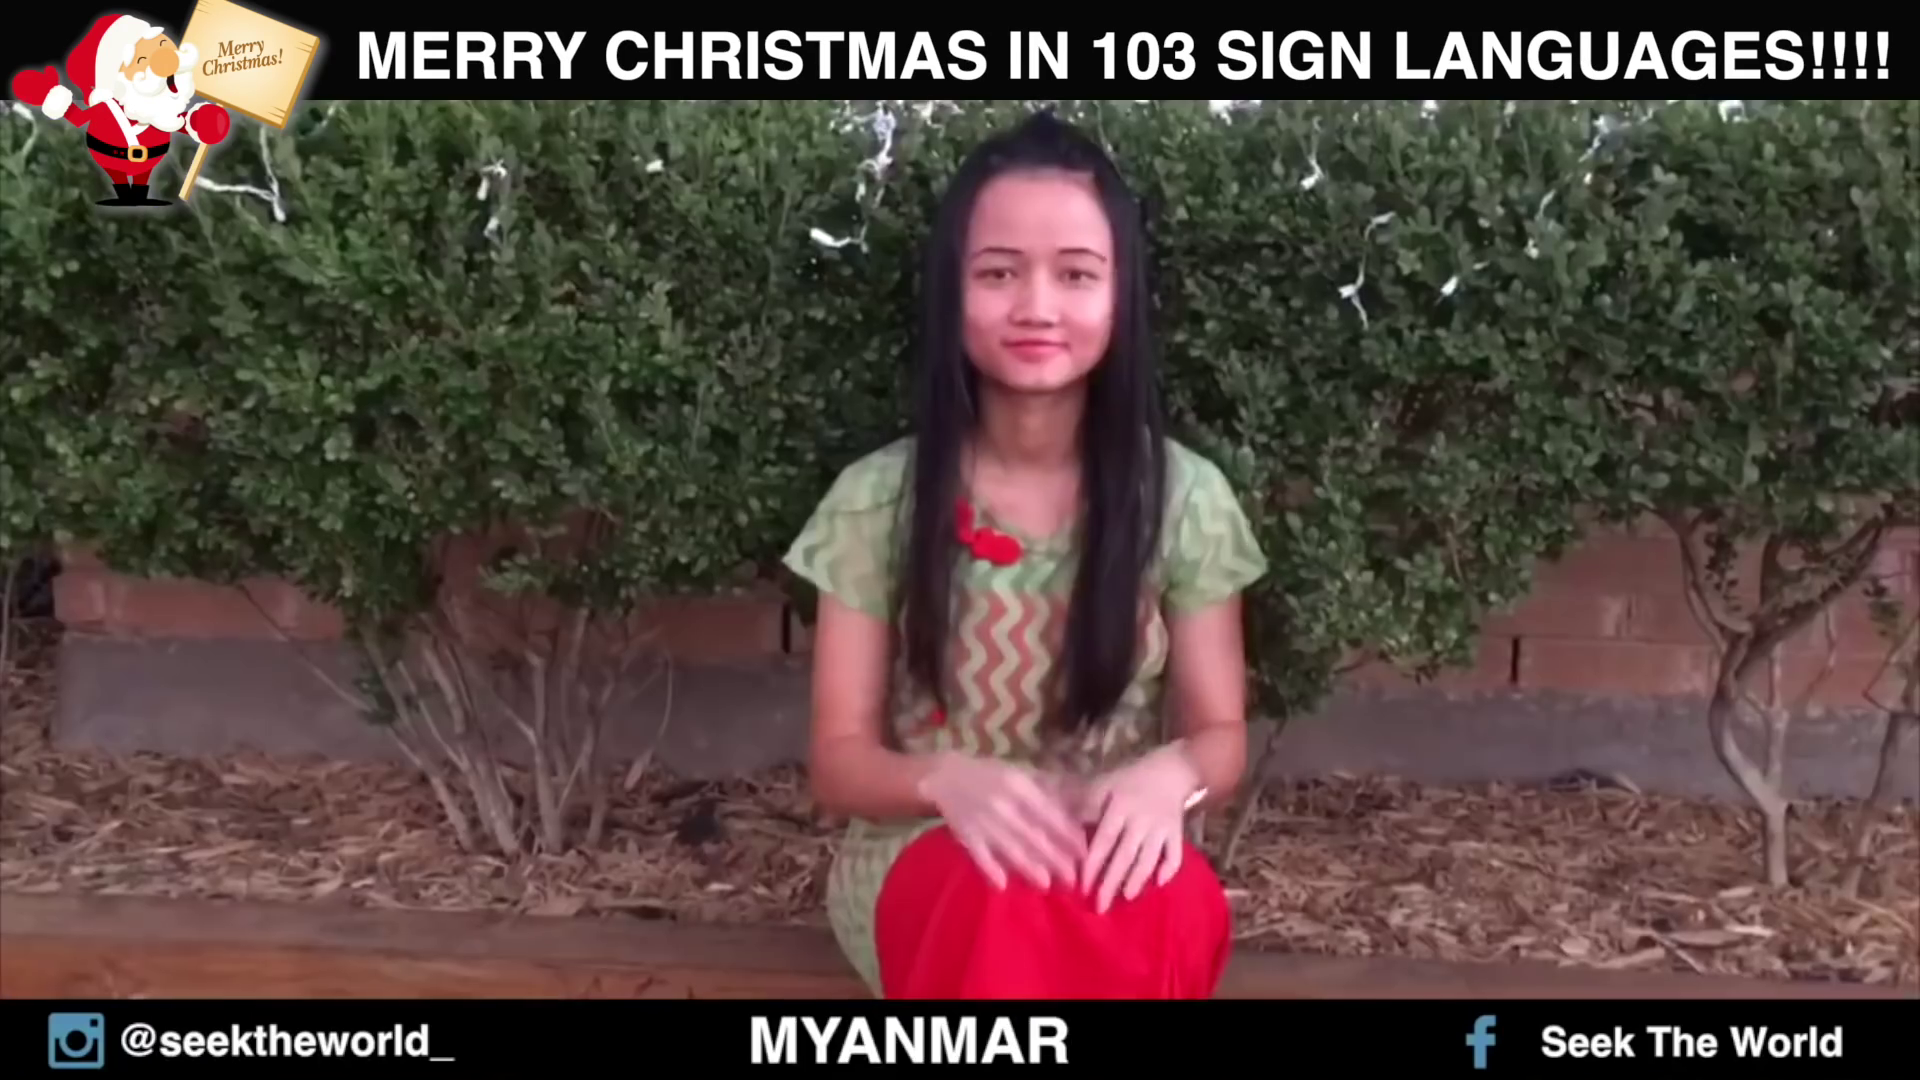 Merry
Christmas!
MERRY CHRISTMAS IN 103 SIGN LANGUAGES!!!!
@seektheworld_
MYANMAR
Seek The World